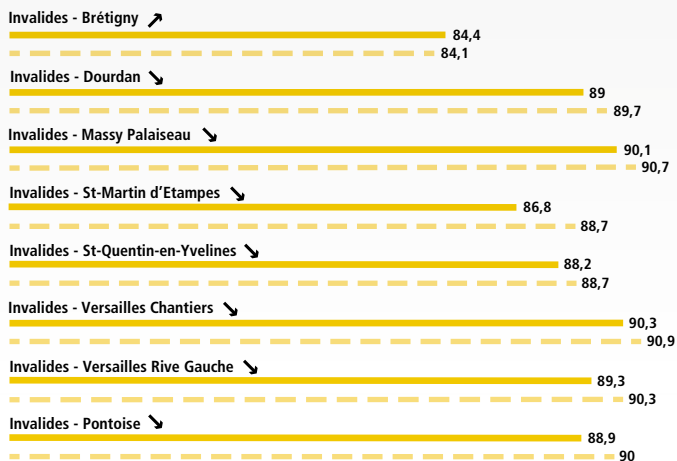 Invalides - Brétigny
84,4
84,1
Invalides - Dourdan
89
89,7
Invalides - Massy Palaiseau
90,1
90,7
Invalides - St-Martin d'Etampes
86,8
88,7
Invalides - St-Quentin-en-Yvelines
88,2
88,7
Invalides - Versailles Chantiers
90,3
90,9
Invalides - Versailles Rive Gauche
89,3
90,3
Invalides - Pontoise
88,9
90